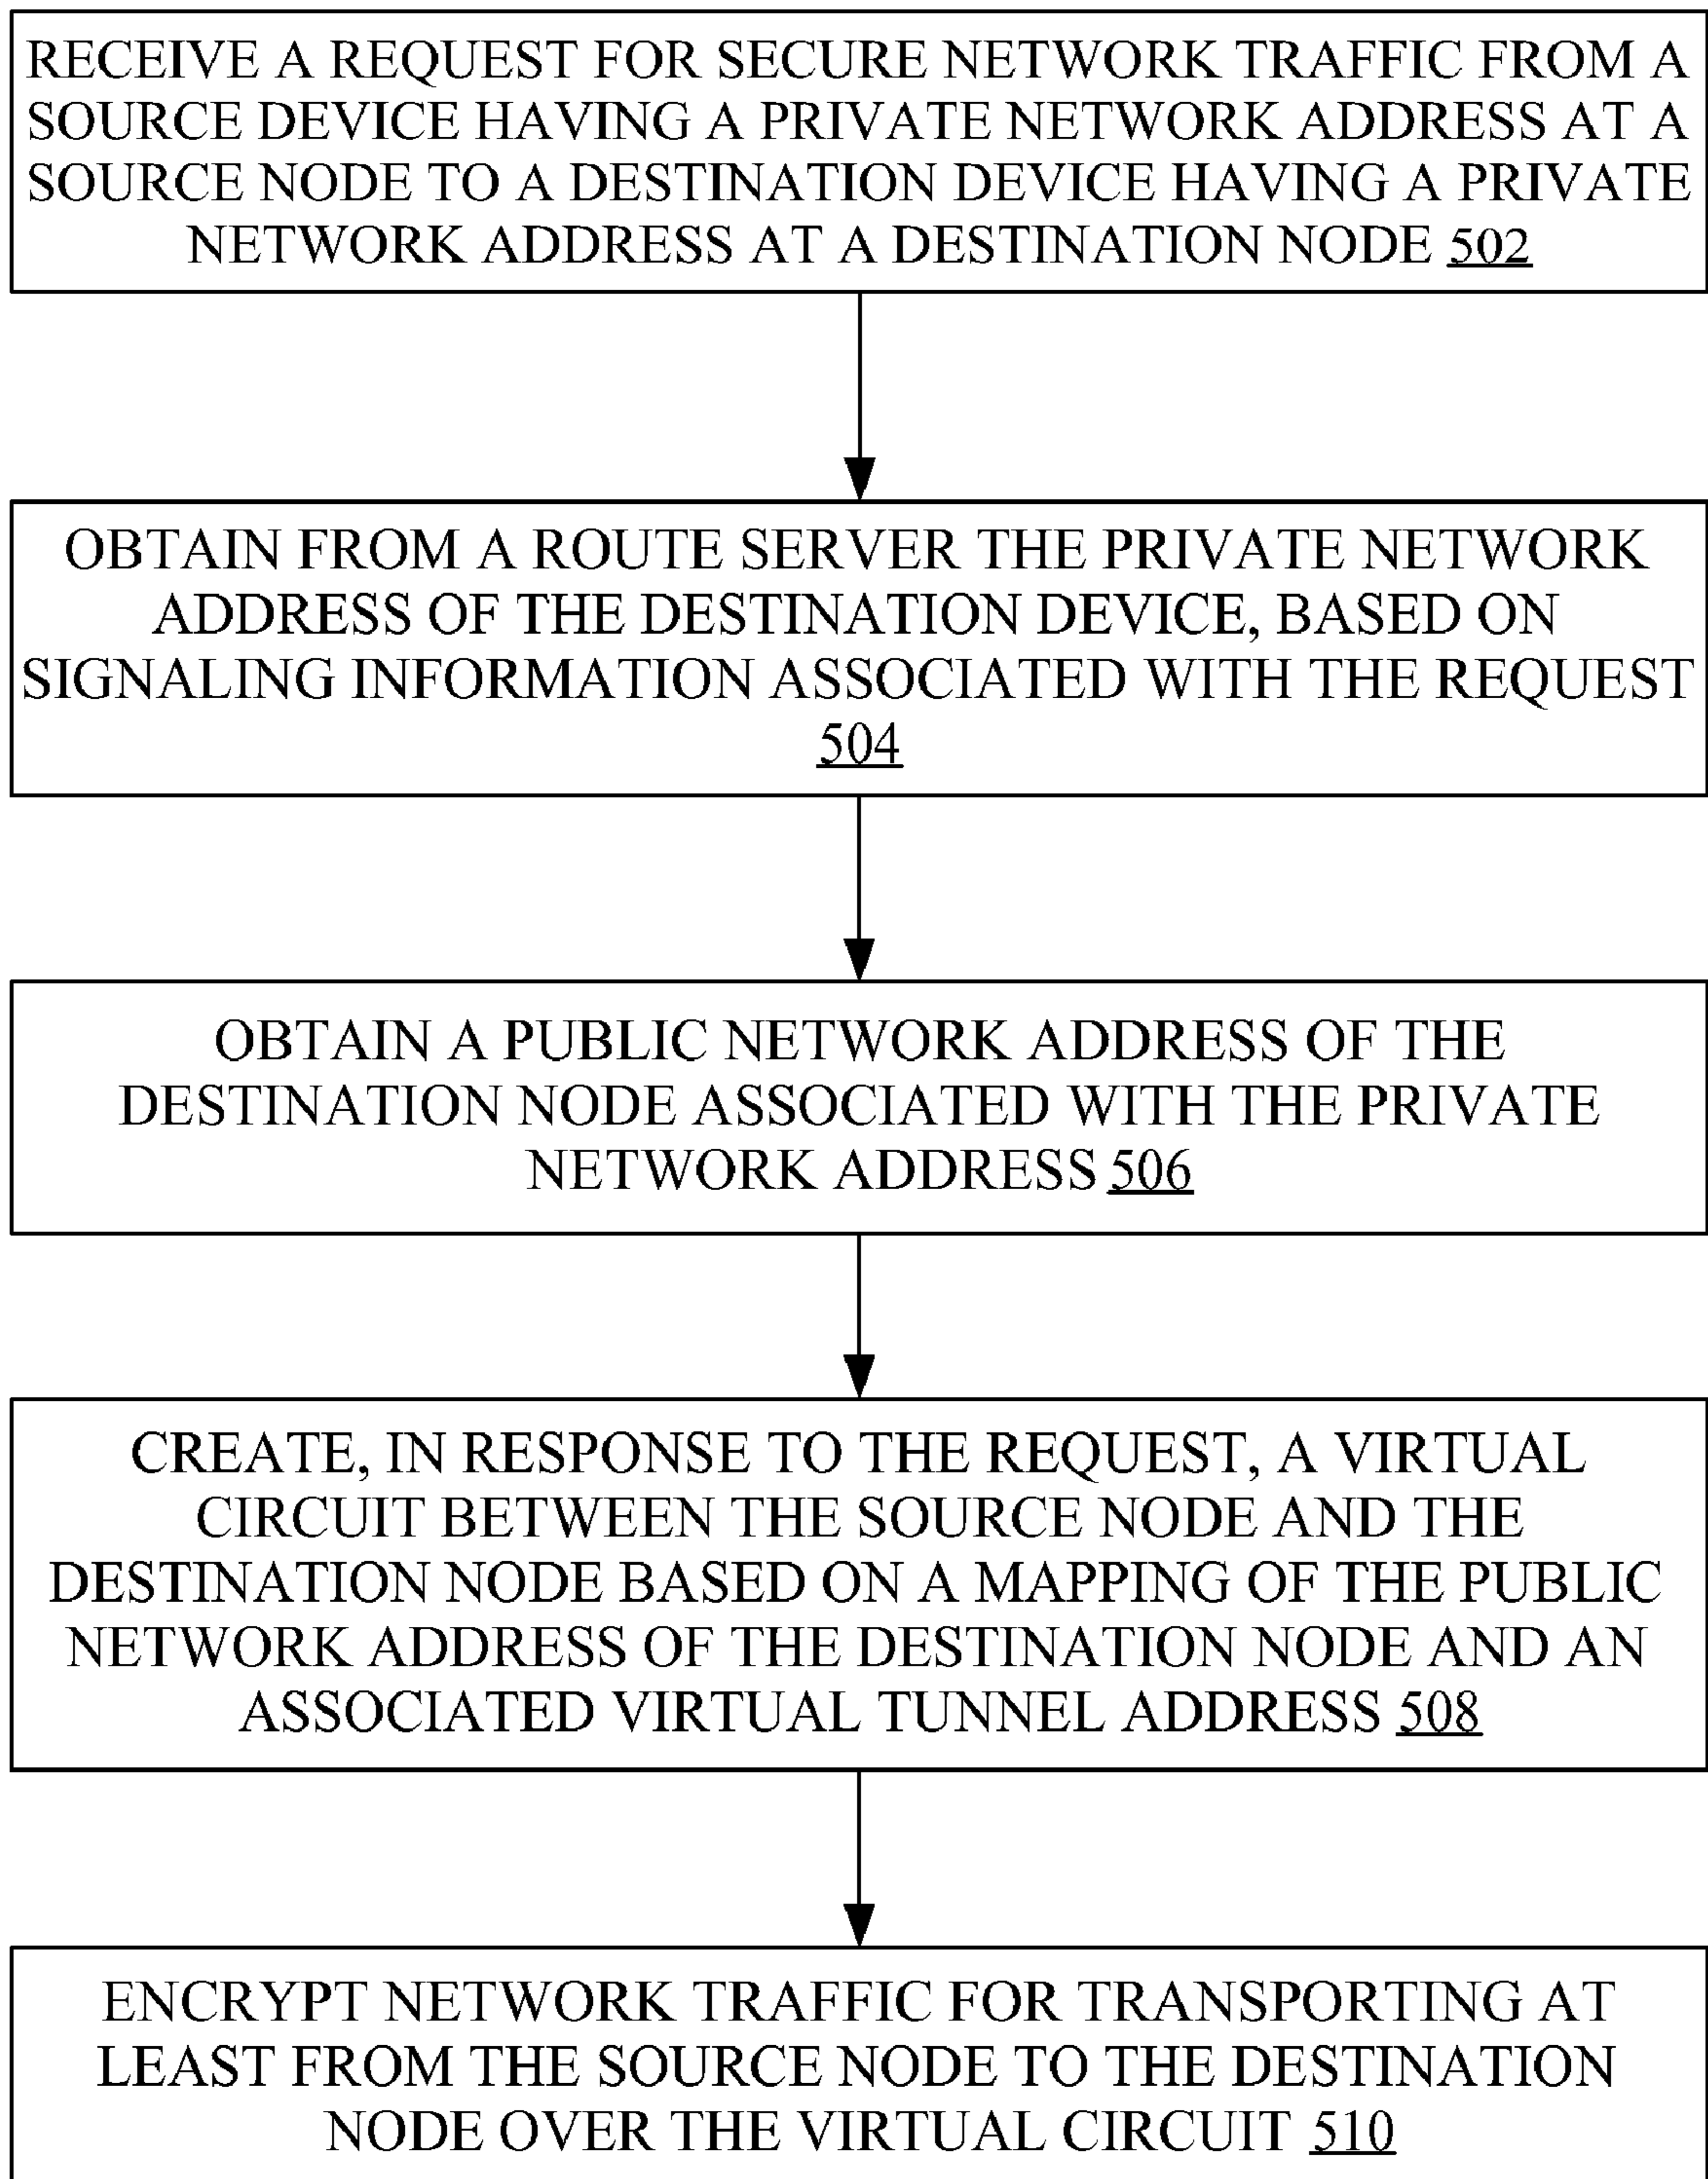 RECEIVE A REQUEST FOR SECURE NETWORK TRAFFIC FROM A
SOURCE DEVICE HAVING A PRIVATE NETWORK ADDRESS AT A
SOURCE NODE TO A DESTINATION DEVICE HAVING A PRIVATE
NETWORK ADDRESS AT A DESTINATION NODE 502
OBTAIN FROM A ROUTE SERVER THE PRIVATE NETWORK
ADDRESS OF THE DESTINATION DEVICE, BASED ON
SIGNALING INFORMATION ASSOCIATED WITH THE REQUEST
504
OBTAIN A PUBLIC NETWORK ADDRESS OF THE
DESTINATION NODE ASSOCIATED WITH THE PRIVATE
NETWORK ADDRESS 506
CREATE, IN RESPONSE TO THE REQUEST, A VIRTUAL
CIRCUIT BETWEEN THE SOURCE NODE AND THE
DESTINATION NODE BASED ON A MAPPING OF THE PUBLIC
NETWORK ADDRESS OF THE DESTINATION NODE AND AN
ASSOCIATED VIRTUAL TUNNEL ADDRESS 508
ENCRYPT NETWORK TRAFFIC FOR TRANSPORTING AT
LEAST FROM THE SOURCE NODE TO THE DESTINATION
NODE OVER THE VIRTUAL CIRCUIT 510